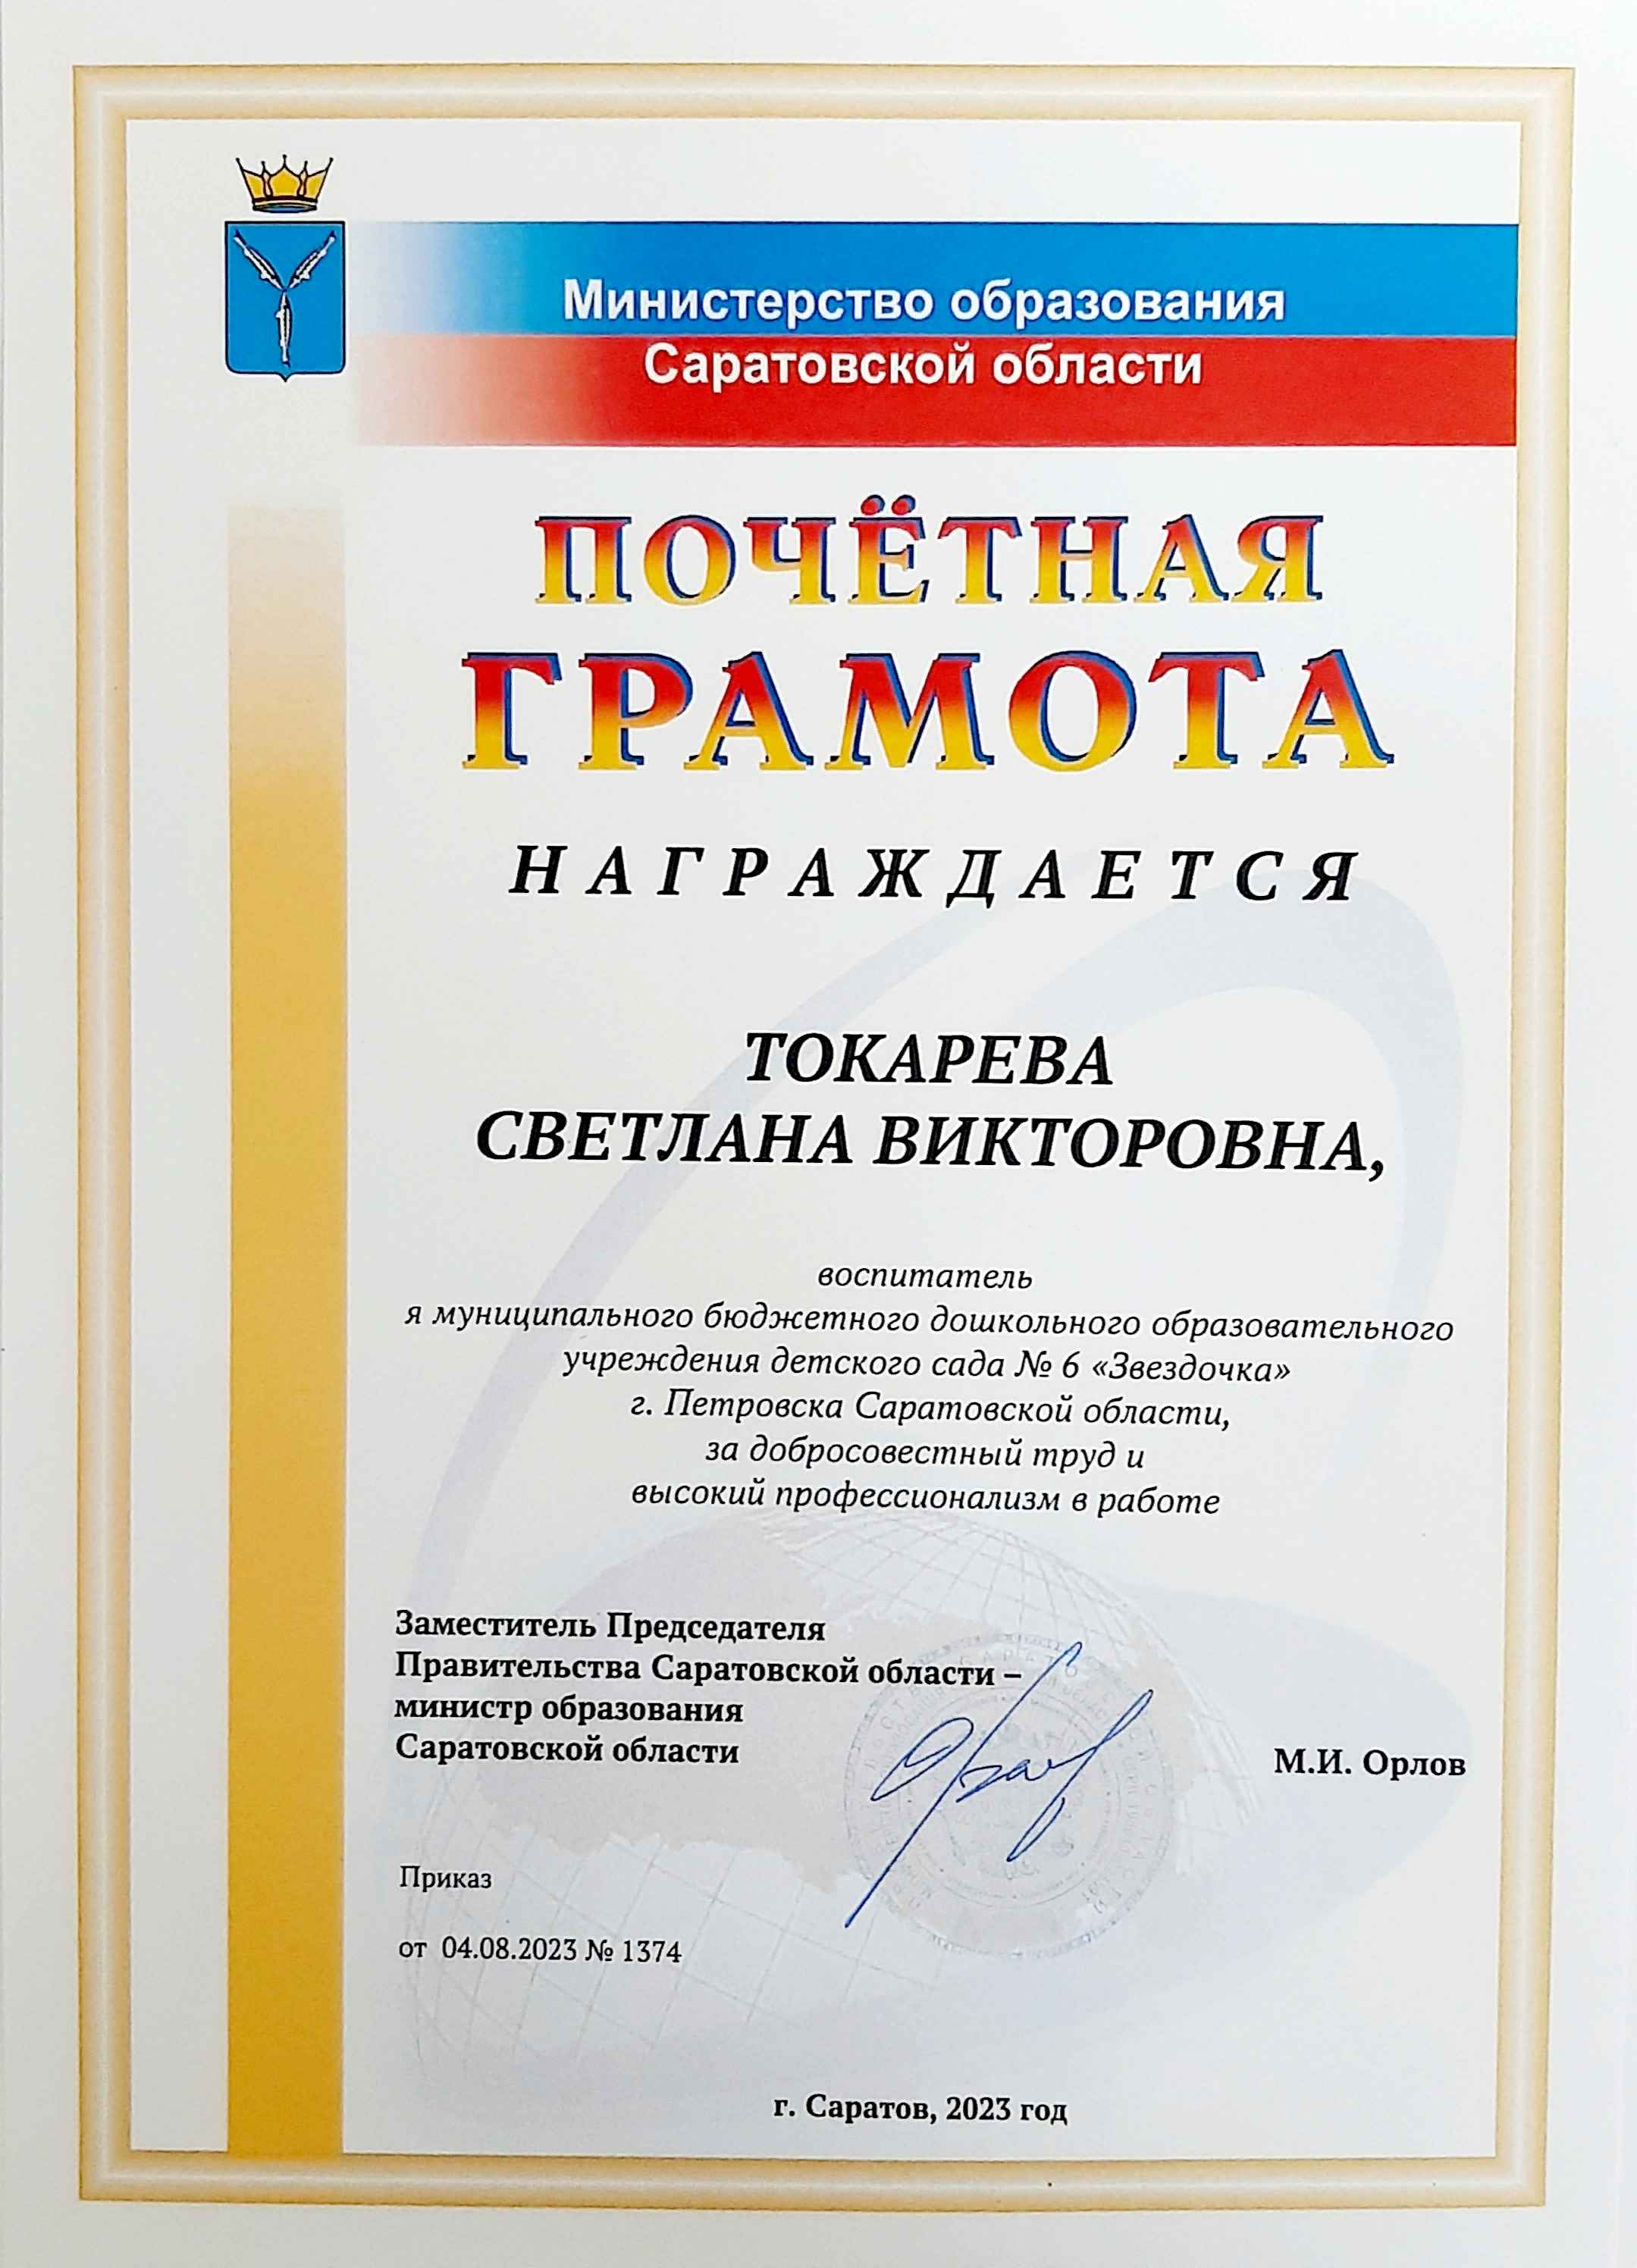 Министерство образования
Саратовской области
ПОЧЁТНАЯ
ГРАМОТА
НАГРАЖДАЕТСЯ
ТОКАРЕВА
СВЕТЛАНА ВИКТОРОВНА,
воспитатель
я муниципального бюджетного дошкольного образовательного
учреждения детского сада № 6 «Звездочка»
г. Петровска Саратовской области,
за добросовестный труд и
высокий профессионализм в работе
Заместитель Председателя
Правительства Саратовской области –
министр образования
Саратовской области
М.И. Орлов
Приказ
от 04.08.2023 № 1374
г. Саратов, 2023 год